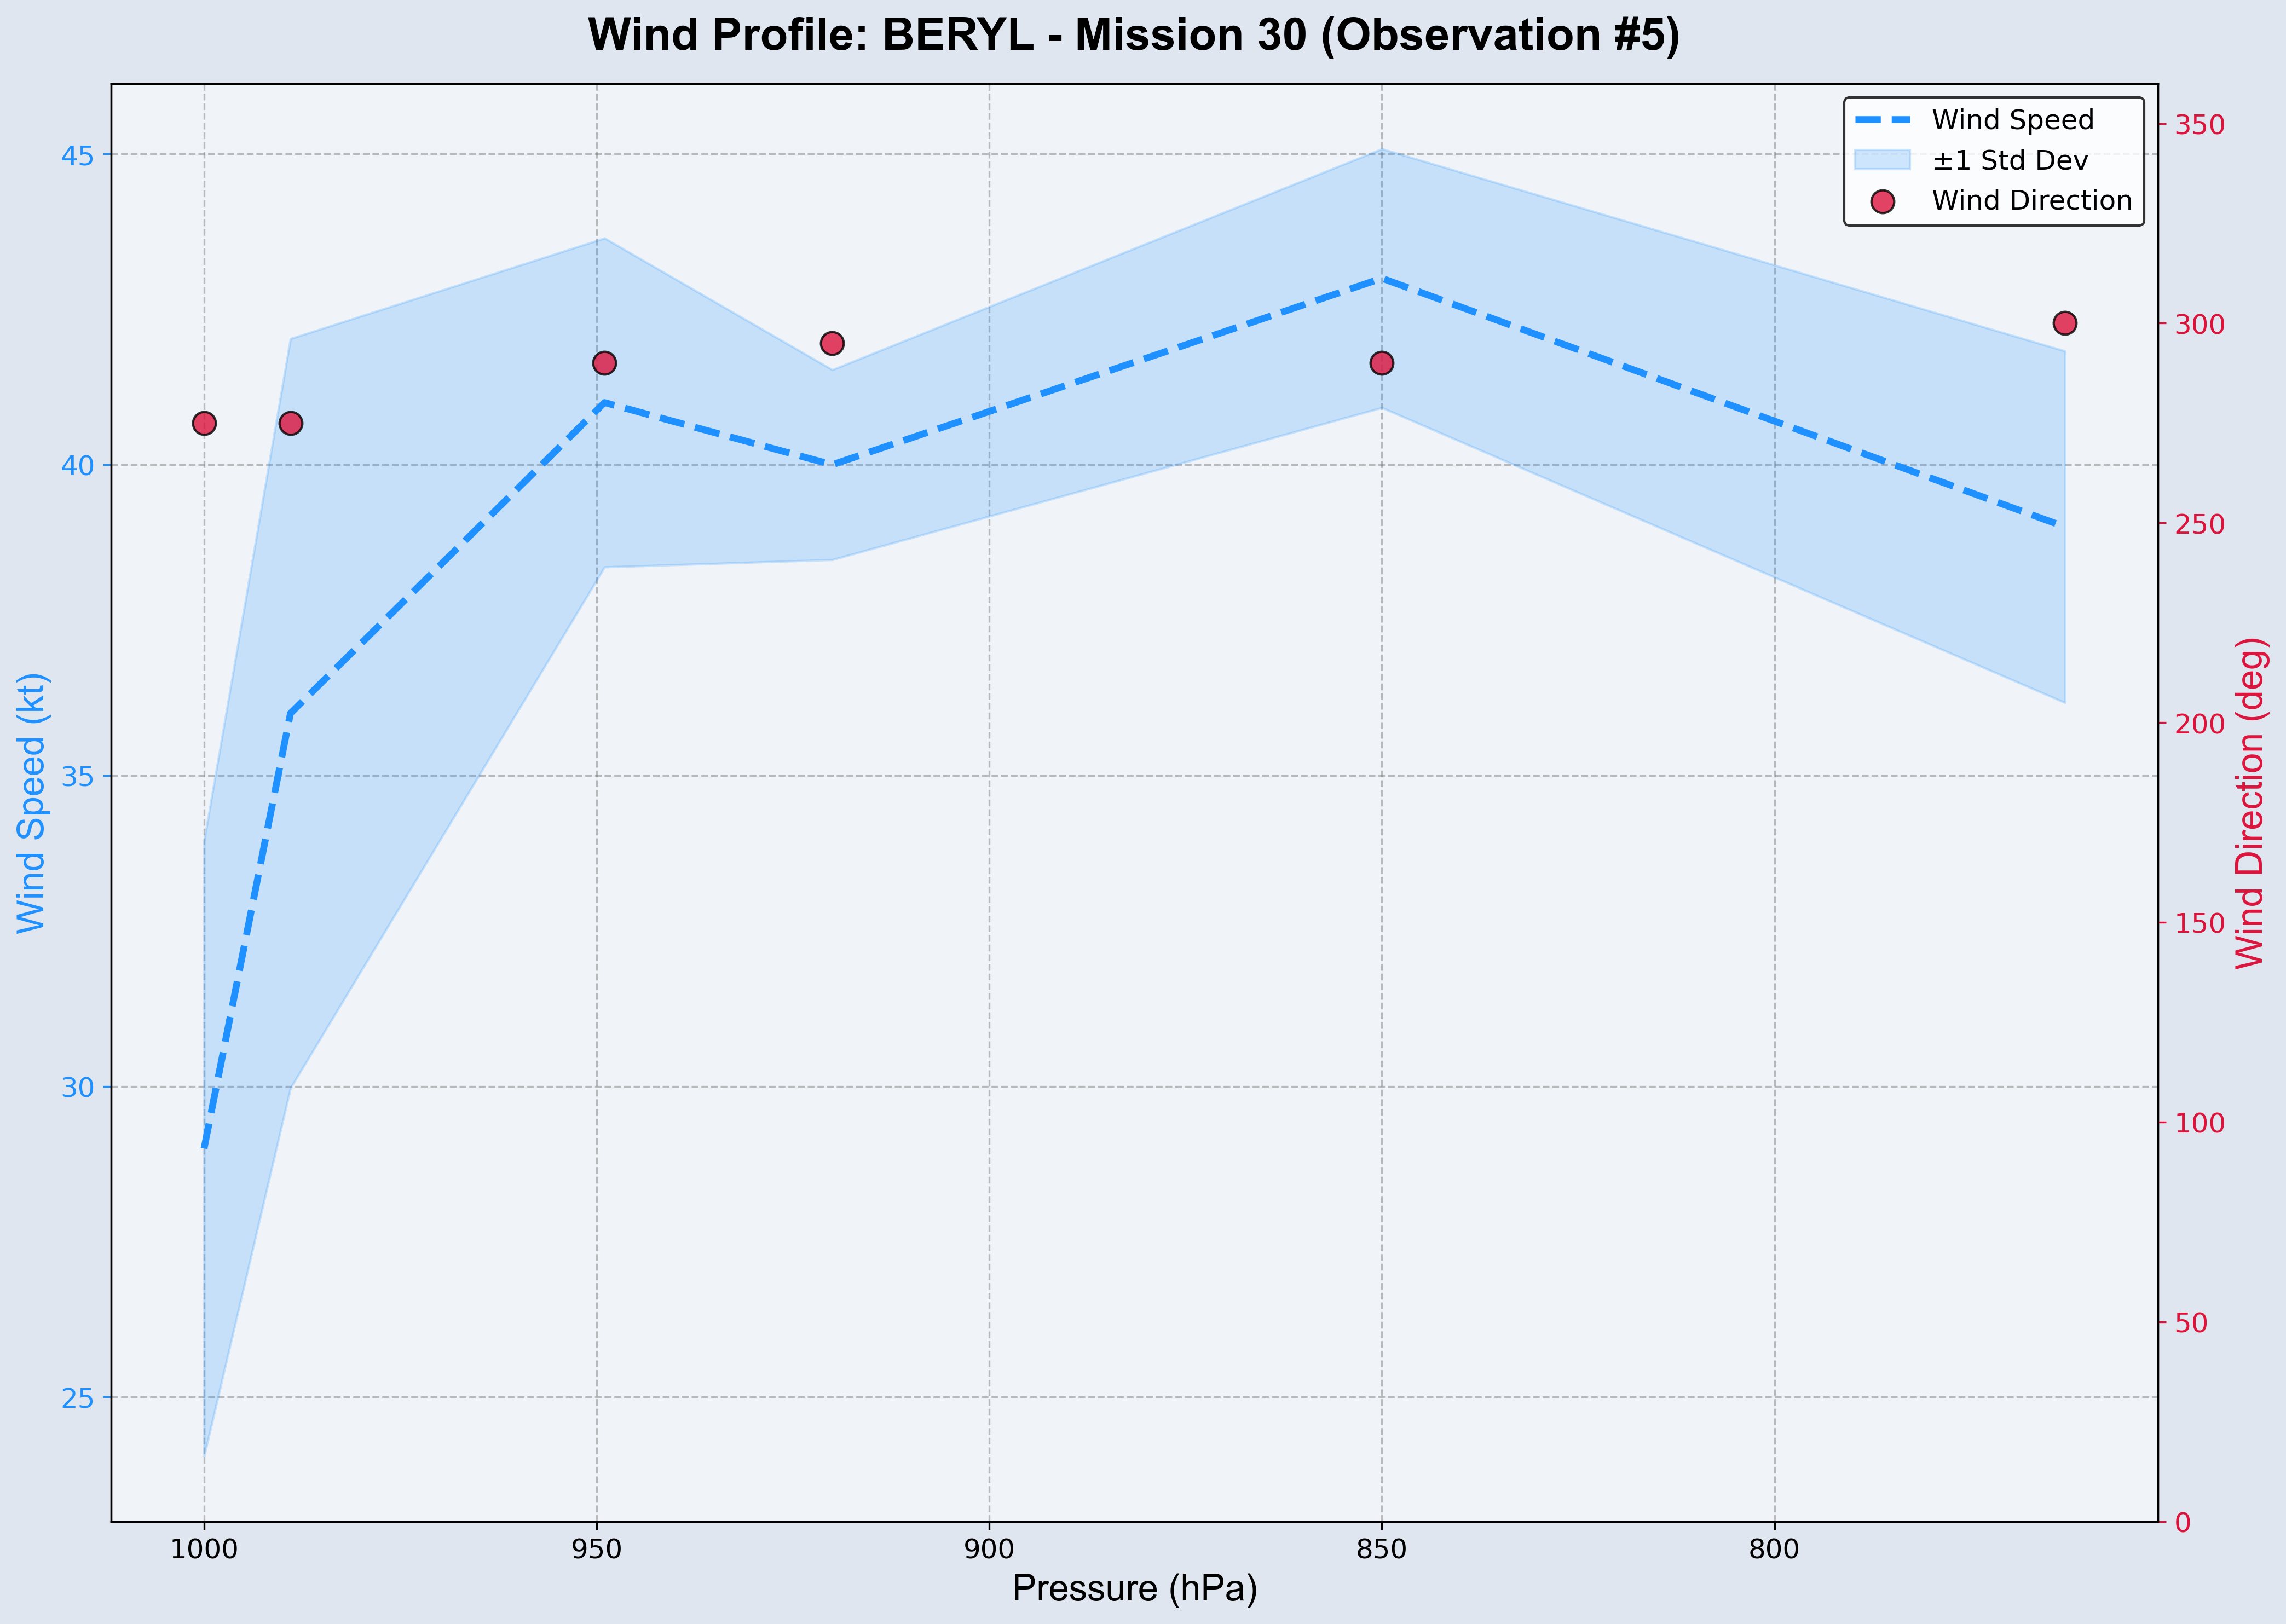 Wind Profile: BERYL - Mission 30 (Observation #5)
Wind Speed
±1 Std Dev
Wind Direction
45
40
35
30
25
Wind Speed (kt)
350
300
250
200
150
100
50
0
Wind Direction (deg)
1000
950
900
850
800
Pressure (hPa)